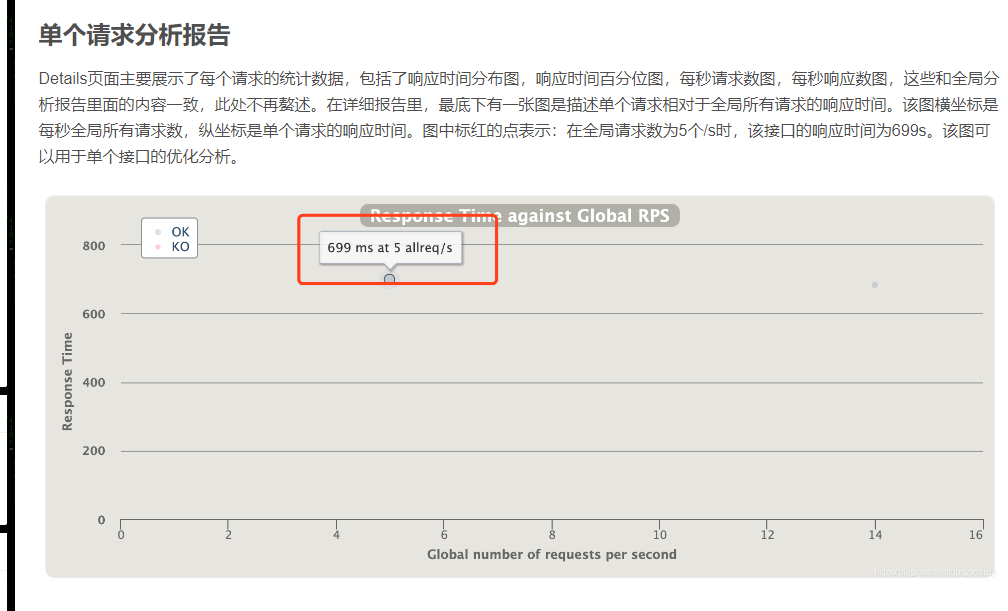 单个请求分析报告
Details页面主要展示了每个请求的统计数据，包括了响应时间分布图，响应时间百分位图，每秒请求数图，每秒响应数图，这些和全局分
析报告里面的内容一致，此处不再赘述。在详细报告里，最底下有一张图是描述单个请求相对于全局所有请求的响应时间。该图横坐标是
每秒全局所有请求数，纵坐标是单个请求的响应时间。图中标红的点表示：在全局请求数为5个/s时，该接口的响应时间为699s。该图可
以用于单个接口的优化分析。
Response Time against Global RPS
OK
KO
699 ms at 5 allreq/s
800
600
400
200
0
Response Time
0 2 4 6 8 10 12 14 16
Global number of requests per second